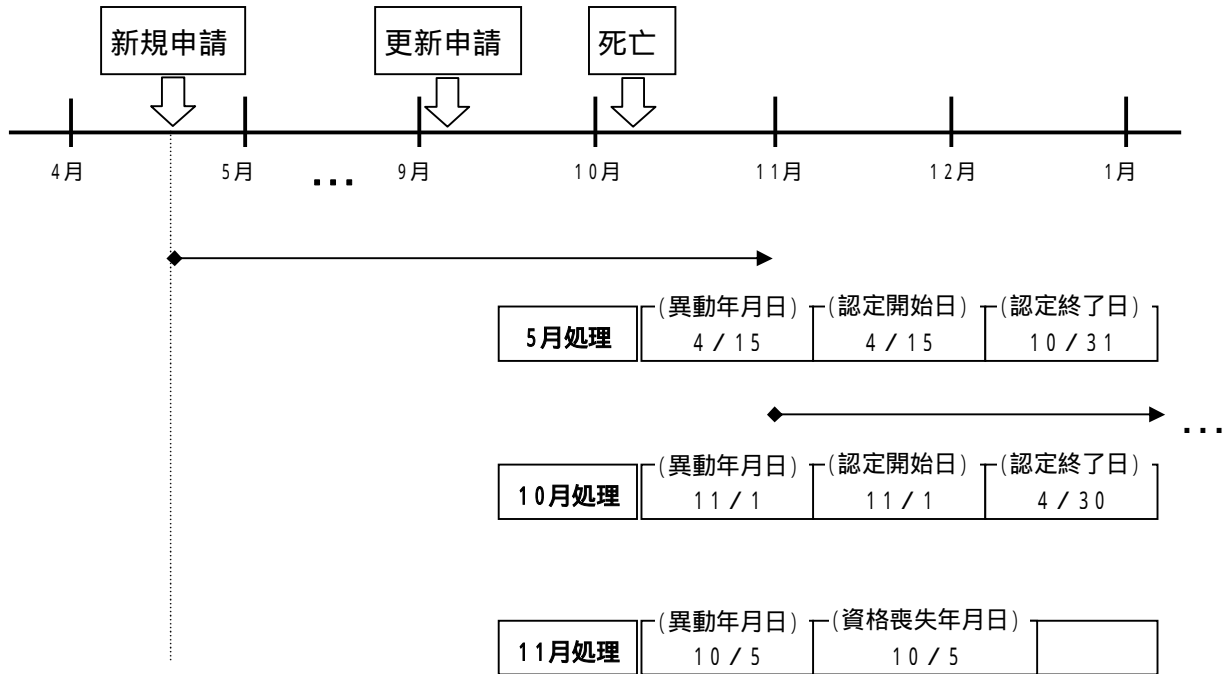 新規申請 更新申請 死亡
4月 5月 ... 9月 10月 11月 12月 1月
(異動年月日) (認定開始日) (認定終了日)
5月処理 4/15 4/15 10/31
...
(異動年月日) (認定開始日) (認定終了日)
10月処理 11/1 11/1 4/30
(異動年月日) (資格喪失年月日)
11月処理 10/5 10/5